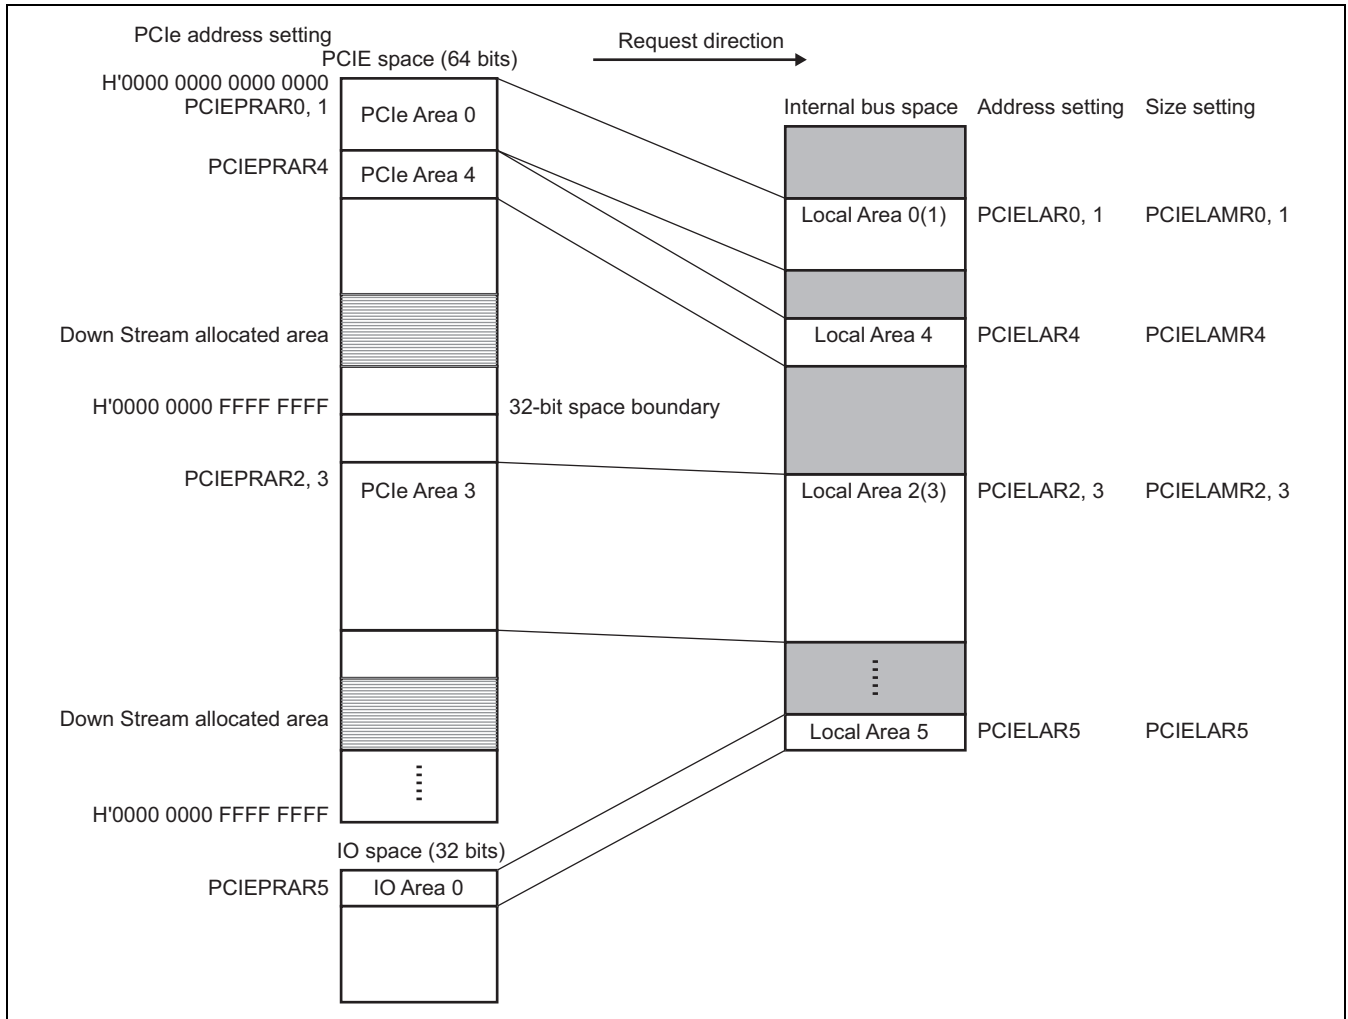 PCIe address setting
PCIE space (64 bits)
Request direction
H'0000 0000 0000 0000
PCIEPRAR0, 1
PCIe Area 0
Internal bus space Address setting Size setting
PCIEPRAR4
PCIe Area 4
Local Area 0(1) PCIELAR0, 1 PCIELAMR0, 1
Down Stream allocated area
Local Area 4 PCIELAR4 PCIELAMR4
H'0000 0000 FFFF FFFF
32-bit space boundary
PCIEPRAR2, 3
PCIe Area 3
Local Area 2(3) PCIELAR2, 3 PCIELAMR2, 3
Down Stream allocated area
Local Area 5 PCIELAR5 PCIELAR5
H'0000 0000 FFFF FFFF
IO space (32 bits)
PCIEPRAR5
IO Area 0